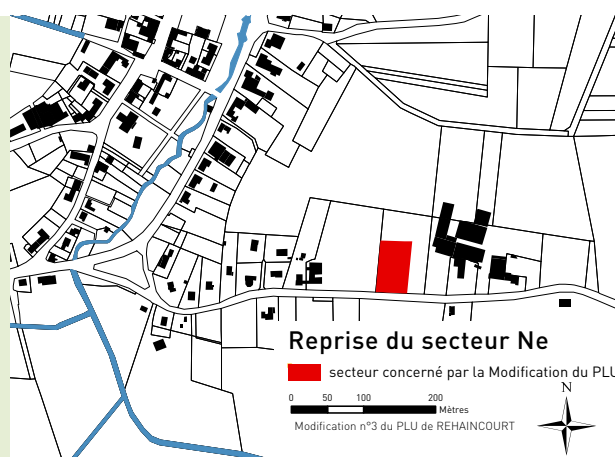 Reprise du secteur Ne
secteur concerné par la Modification du PLU
N
0 50 100 200
Mètres
Modification n°3 du PLU de REHAINCOURT